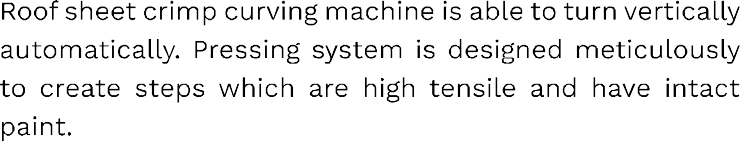 Roof sheet crimp curving machine is able to turn vertically
automatically. Pressing system is designed meticulously
to create steps which are high tensile and have intact
paint.